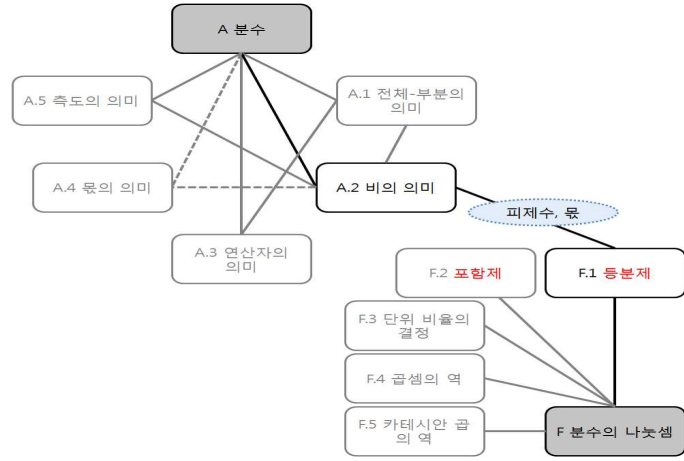 A 분수
A.5 측도의 의미
A.1 전체-부분의
의미
A.4 몫의 의미
A.2 비의 의미
피제수, 몫
A.3 연산자의
의미
F.2 포함제
F.1 등분제
F.3 단위 비율의
결정
F.4 곱셈의 역
F.5 카테시안 곱
의 역
F 분수의 나눗셈